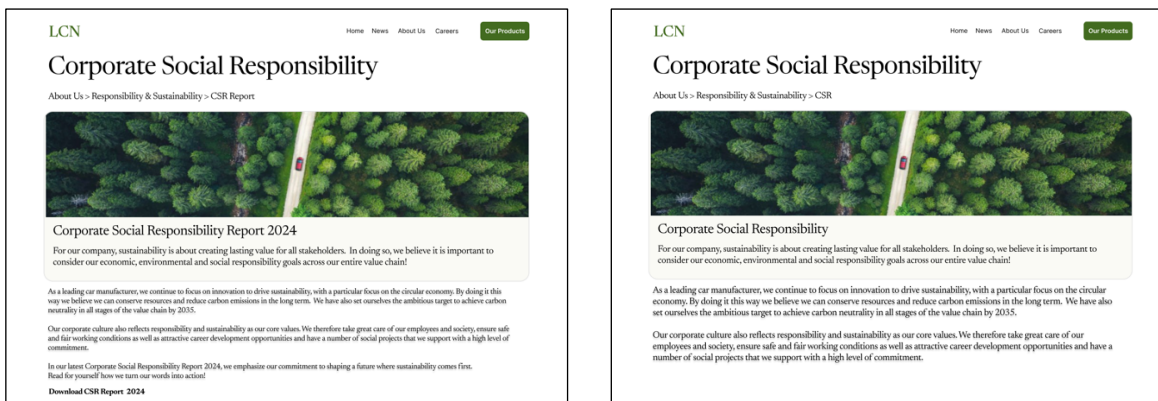 LCN
Home News About Us Careers Our Products
Corporate Social Responsibility
About Us > Responsibility & Sustainability > CSR Report
Corporate Social Responsibility Report 2024
For our company, sustainability is about creating lasting value for all stakeholders. In doing so, we believe it is important to
consider our economic, environmental and social responsibility goals across our entire value chain!
As a leading car manufacturer, we continue to focus on innovation to drive sustainability, with a particular focus on the circular economy. By doing it this
way we believe we can conserve resources and reduce carbon emissions in the long term. We have also set ourselves the ambitious target to achieve carbon
neutrality in all stages of the value chain by 2035.
Our corporate culture also reflects responsibility and sustainability as our core values. We therefore take great care of our employees and society, ensure safe
and fair working conditions as well as attractive career development opportunities and have a number of social projects that we support with a high level of
commitment.
In our latest Corporate Social Responsibility Report 2024, we emphasize our commitment to shaping a future where sustainability comes first.
Read for yourself how we turn our words into action!
Download CSR Report 2024
LCN
Home News About Us Careers Our Products
Corporate Social Responsibility
About Us > Responsibility & Sustainability > CSR
Corporate Social Responsibility
For our company, sustainability is about creating lasting value for all stakeholders. In doing so, we believe it is important to
consider our economic, environmental and social responsibility goals across our entire value chain!
As a leading car manufacturer, we continue to focus on innovation to drive sustainability, with a particular focus on the circular
economy. By doing it this way we believe we can conserve resources and reduce carbon emissions in the long term. We have also
set ourselves the ambitious target to achieve carbon neutrality in all stages of the value chain by 2035.
Our corporate culture also reflects responsibility and sustainability as our core values. We therefore take great care of our
employees and society, ensure safe and fair working conditions as well as attractive career development opportunities and have a
number of social projects that we support with a high level of commitment.